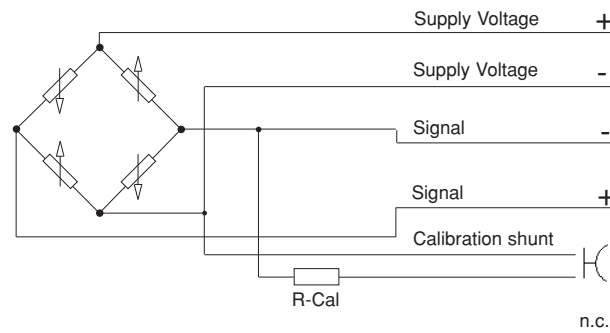 Supply Voltage +
Supply Voltage -
Signal -
Signal +
Calibration shunt
R-Cal
n.c.